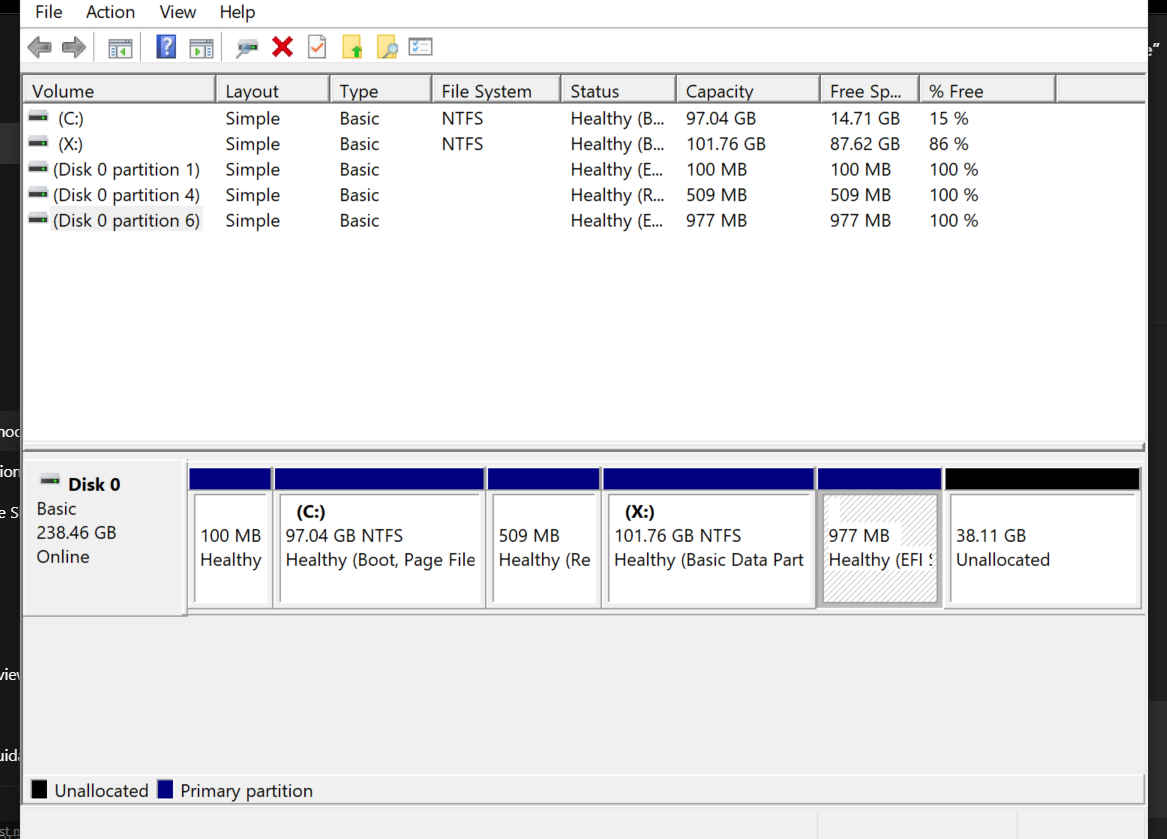 File Action View Help
e"
Volume Layout Type File System Status Capacity Free Sp... % Free
(C:) Simple Basic NTFS Healthy (B... 97.04 GB 14.71 GB 15 %
(X:) Simple Basic NTFS Healthy (B... 101.76 GB 87.62 GB 86 %
(Disk 0 partition 1) Simple Basic Healthy (E... 100 MB 100 MB 100 %
(Disk 0 partition 4) Simple Basic Healthy (R... 509 MB 509 MB 100 %
(Disk 0 partition 6) Simple Basic Healthy (E... 977 MB 977 MB 100 %
Disk 0
Basic
238.46 GB
Online
100 MB
Healthy
(C:)
97.04 GB NTFS
Healthy (Boot, Page File
509 MB
Healthy (Re
(X:)
101.76 GB NTFS
Healthy (Basic Data Part
977 MB
Healthy (EFI S
38.11 GB
Unallocated
Unallocated Primary partition